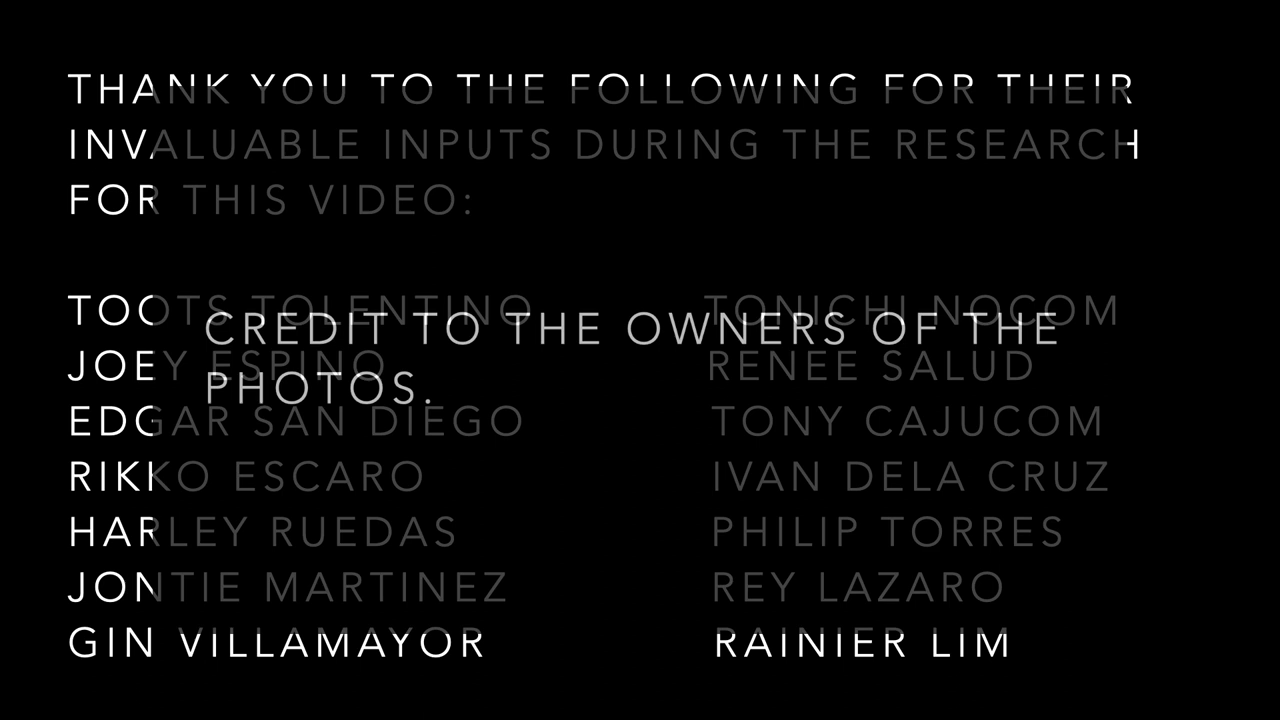 THANK YOU TO THE FOLLOWING FOR THEIR
INVALUABLE INPUTS DURING THE RESEARCH
FOR THIS VIDEO:
TOOTS TOLENTINO
JOEY ESPINO
EDGAR SAN DIEGO
RIKKO ESCARO
HARLEY RUEDAS
JONTIE MARTINEZ
GIN VILLAMAYOR
TONICHI NOCOM
RENEE SALUD
TONY CAJUCOM
IVAN DELA CRUZ
PHILIP TORRES
REY LAZARO
RAINIER LIM
CREDIT TO THE OWNERS OF THE
PHOTOS.